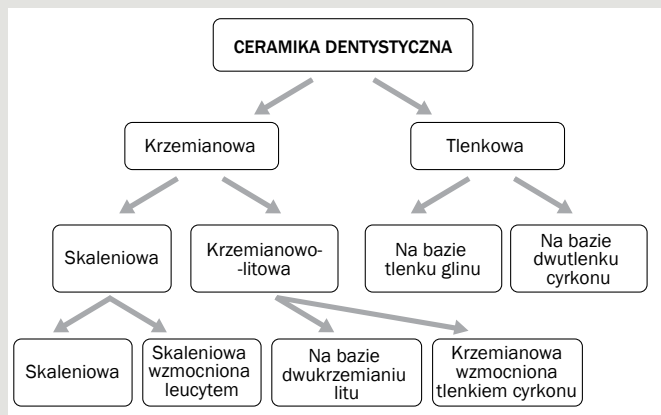 CERAMIKA DENTYSTYCZNA
Krzemianowa
Tlenkowa
Skaleniowa
Krzemianowo-
-litowa
Na bazie
tlenku glinu
Na bazie
dwutlenku
cyrkonu
Skaleniowa
Skaleniowa
wzmocniona
leucytem
Na bazie
dwukrzemianiu
litu
Krzemianowa
wzmocniona
tlenkiem cyrkonu